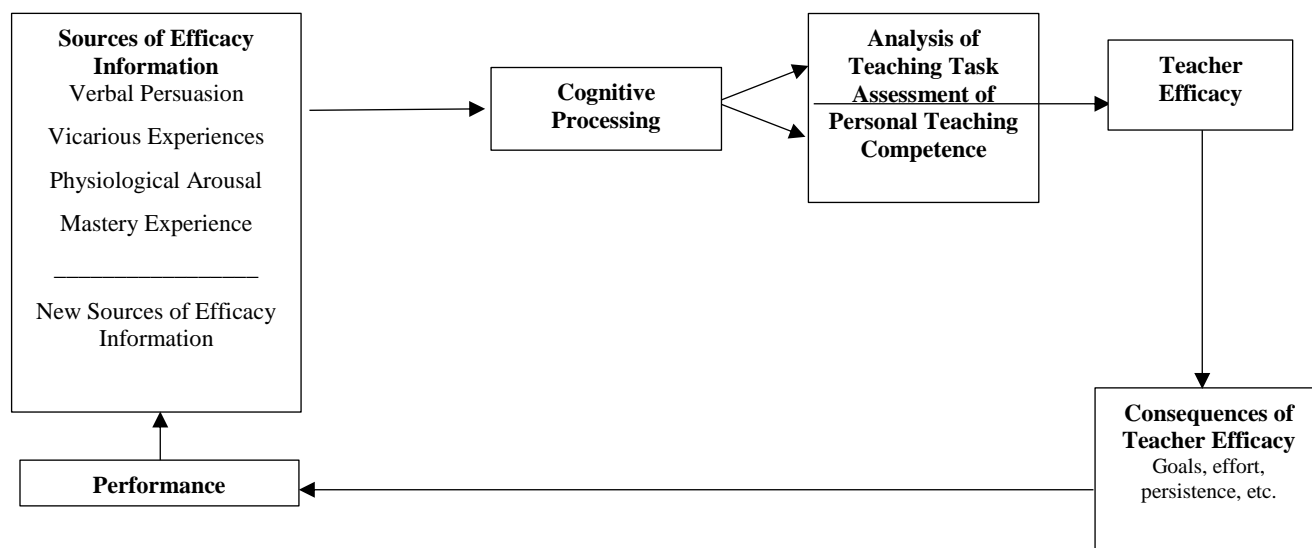 Sources of Efficacy
Information
Verbal Persuasion
Vicarious Experiences
Physiological Arousal
Mastery Experience
_________________
New Sources of Efficacy
Information
Cognitive
Processing
Analysis of
Teaching Task
Assessment of
Personal Teaching
Competence
Teacher
Efficacy
Consequences of
Teacher Efficacy
Goals, effort,
persistence, etc.
Performance